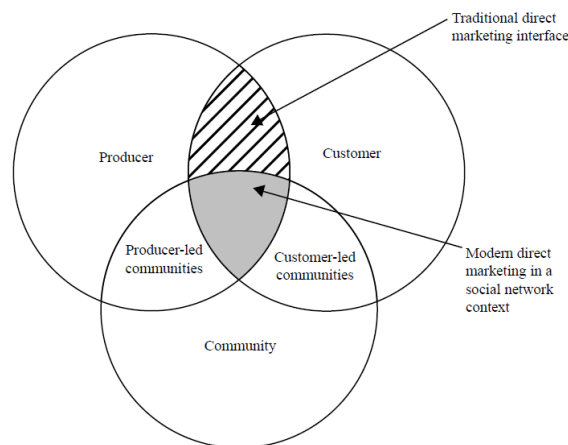 Traditional direct
marketing interface
Producer
Customer
Producer-led
communities
Customer-led
communities
Modern direct
marketing in a
social network
context
Community